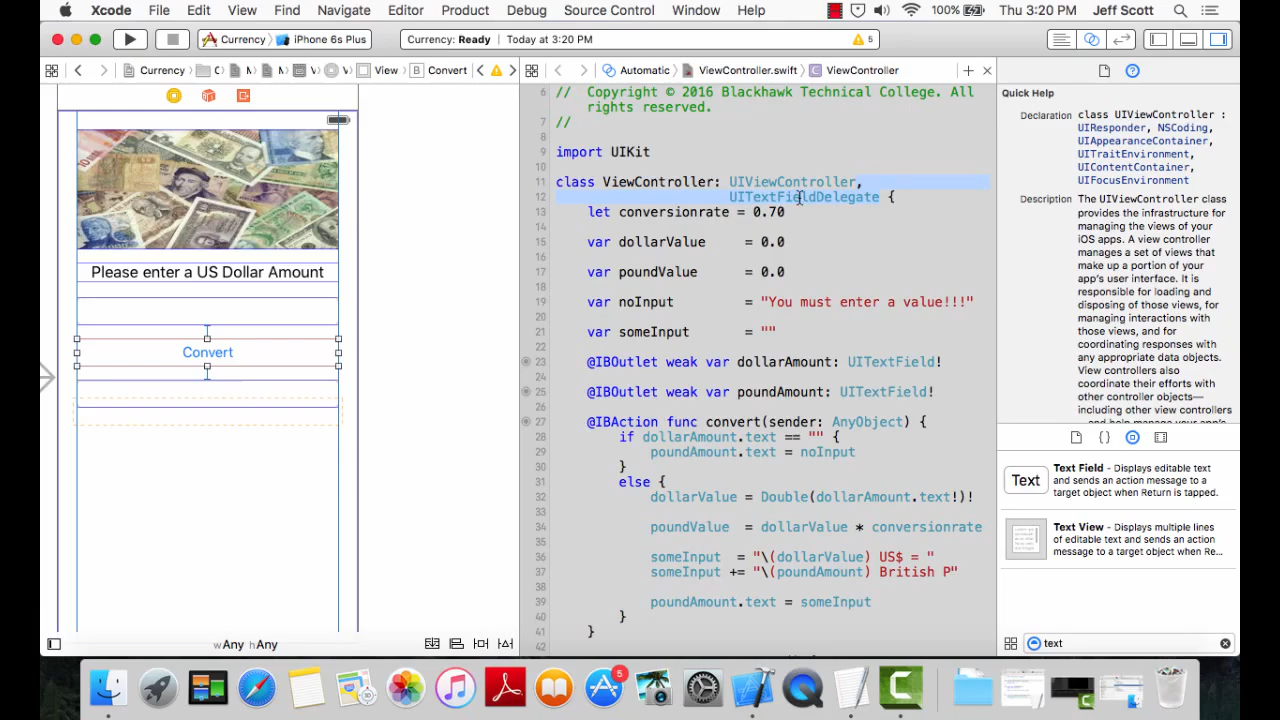 Xcode File Edit View Find Navigate Editor Product Debug Source Control Window Help 100% Thu 3:20 PM Jeff Scott
Currency iPhone 6s Plus Currency: Ready Today at 3:20 PM 5
Currency View B Convert Automatic ViewController.swift C ViewController
Please enter a US Dollar Amount
Convert
wAny hAny
6 // Copyright © 2016 Blackhawk Technical College. All
rights reserved.
7 //
8
9 import UIKit
10
11 class ViewController: UIViewController,
12 UITextFieldDelegate {
13 let conversionrate = 0.70
14
15 var dollarValue = 0.0
16
17 var poundValue = 0.0
18
19 var noInput = "You must enter a value!!!"
20
21 var someInput = ""
22
23 @IBOutlet weak var dollarAmount: UITextField!
24
25 @IBOutlet weak var poundAmount: UITextField!
26
27 @IBAction func convert(sender: AnyObject) {
28 if dollarAmount.text == "" {
29 poundAmount.text = noInput
30 }
31 else {
32 dollarValue = Double(dollarAmount.text!)!
33
34 poundValue = dollarValue * conversionrate
35
36 someInput = "\(dollarValue) US$ = "
37 someInput += "\(poundAmount) British P"
38
39 poundAmount.text = someInput
40 }
41 }
42
Quick Help
Declaration class UIViewController :
UIResponder, NSCoding,
UIAppearanceContainer,
UITraitEnvironment,
UIContentContainer,
UIFocusEnvironment
Description The UIViewController class
provides the infrastructure for
managing the views of your
iOS apps. A view controller
manages a set of views that
make up a portion of your
app's user interface. It is
responsible for loading and
disposing of those views, for
managing interactions with
those views, and for
coordinating responses with
any appropriate data objects.
View controllers also
coordinate their efforts with
other controller objects—
including other view controllers
Text
Text Field - Displays editable text
and sends an action message to a
target object when Return is tapped.
Text View - Displays multiple lines
of editable text and sends an action
message to a target object when Re...
text
5